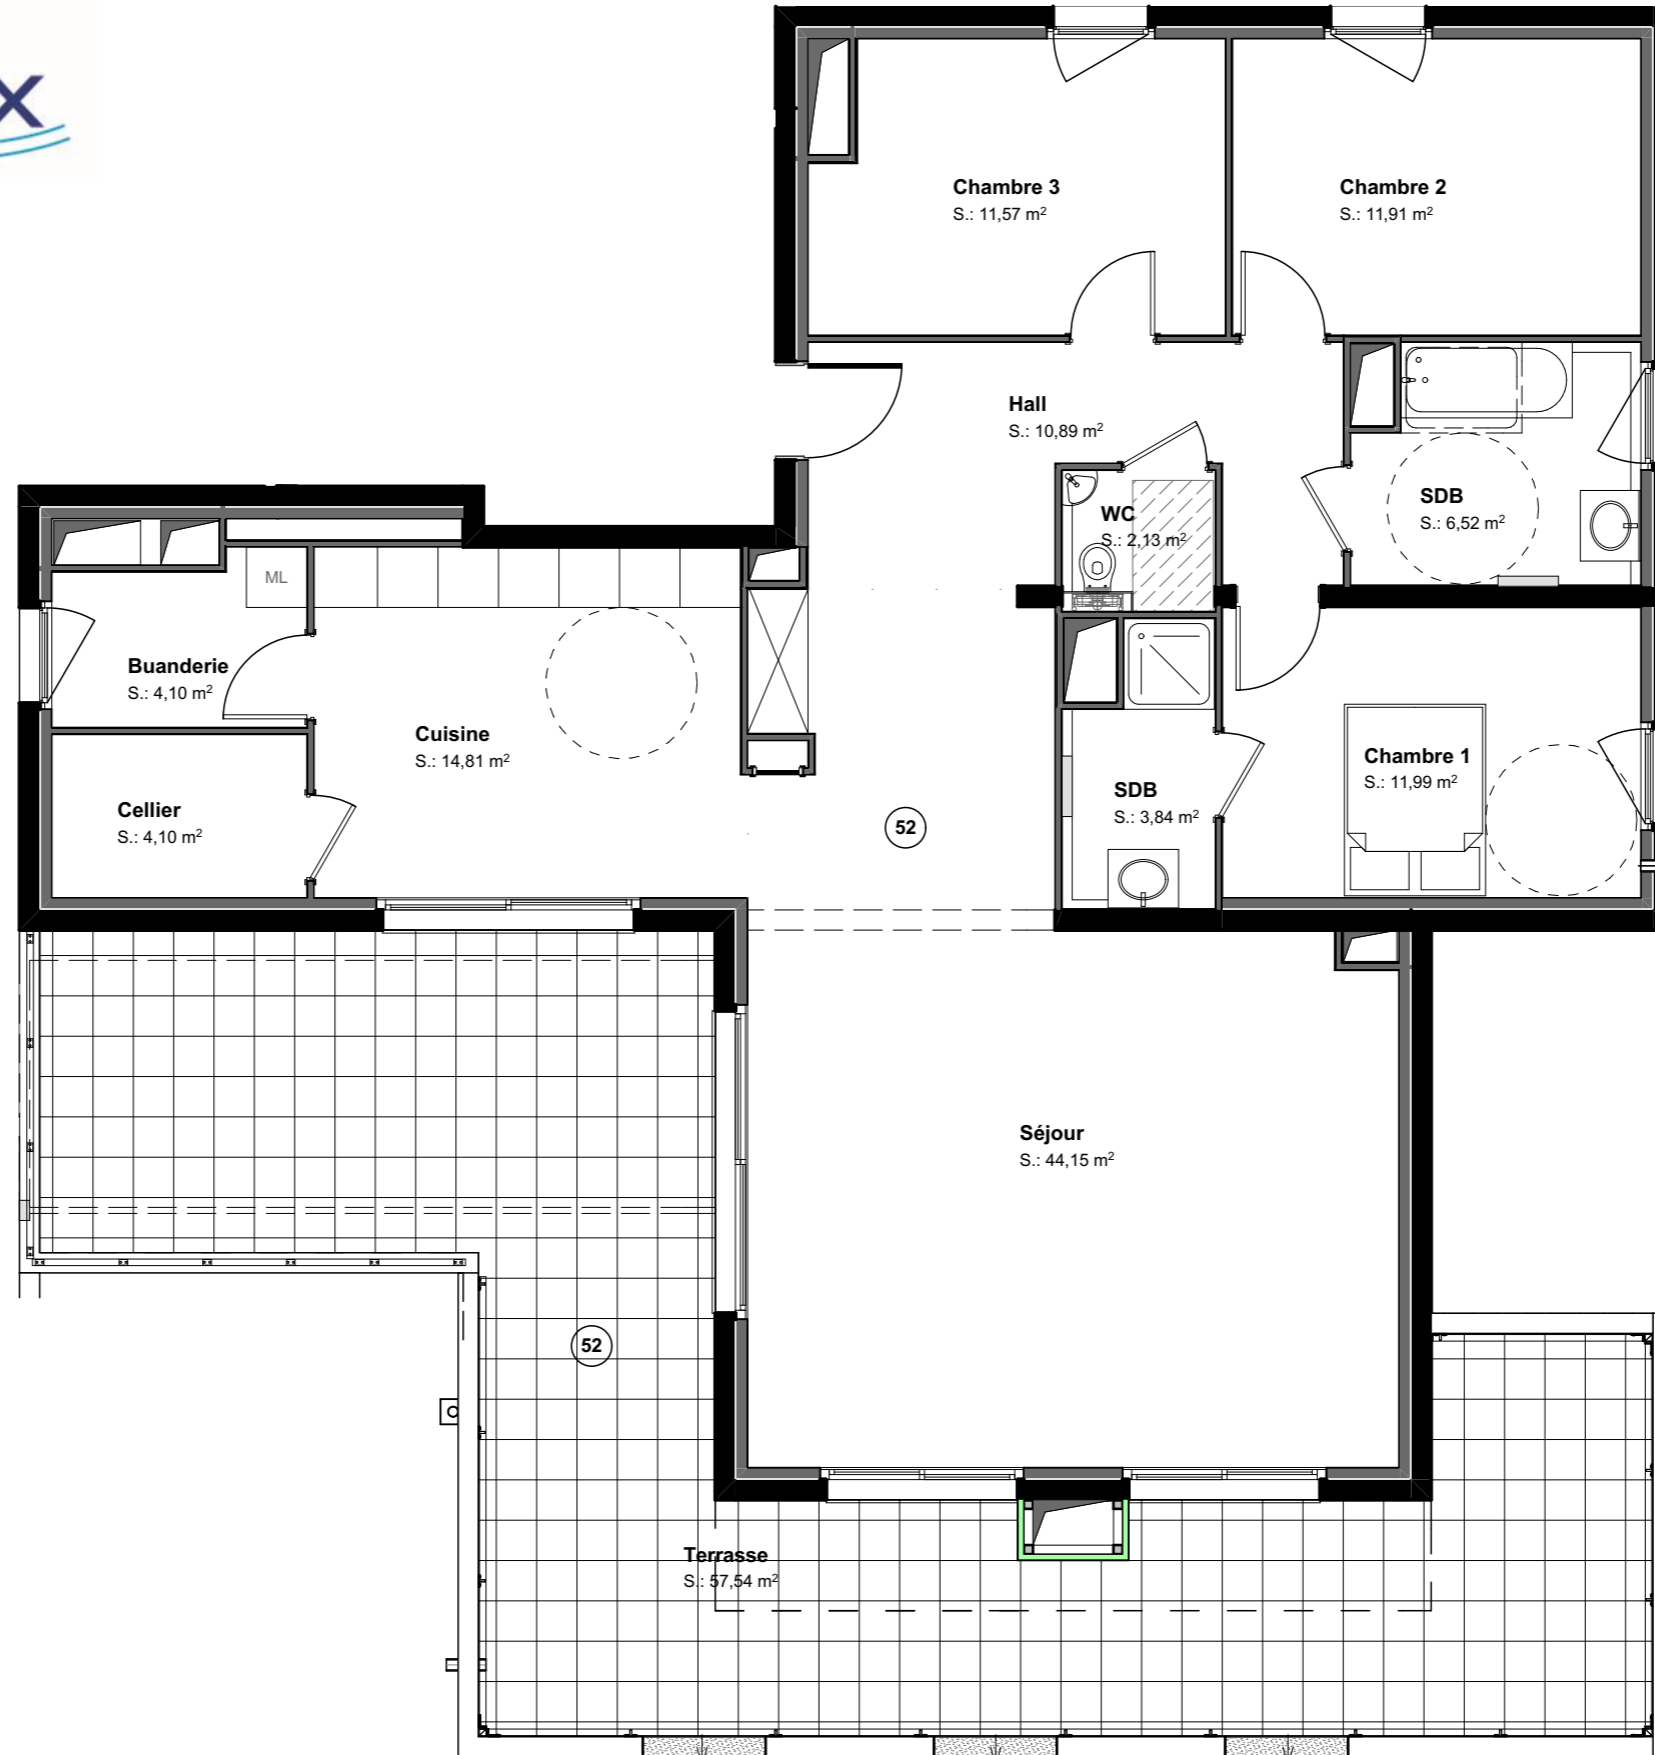 x
Chambre 3
S.: 11,57 m²
Chambre 2
S.: 11,91 m²
Hall
S.: 10,89 m²
WC
S.: 2,13 m²
SDB
S.: 6,52 m²
ML
Buanderie
S.: 4,10 m²
Cuisine
S.: 14,81 m²
Cellier
S.: 4,10 m²
52
SDB
S.: 3,84 m²
Chambre 1
S.: 11,99 m²
Séjour
S.: 44,15 m²
52
Terrasse
S.: 57,54 m²